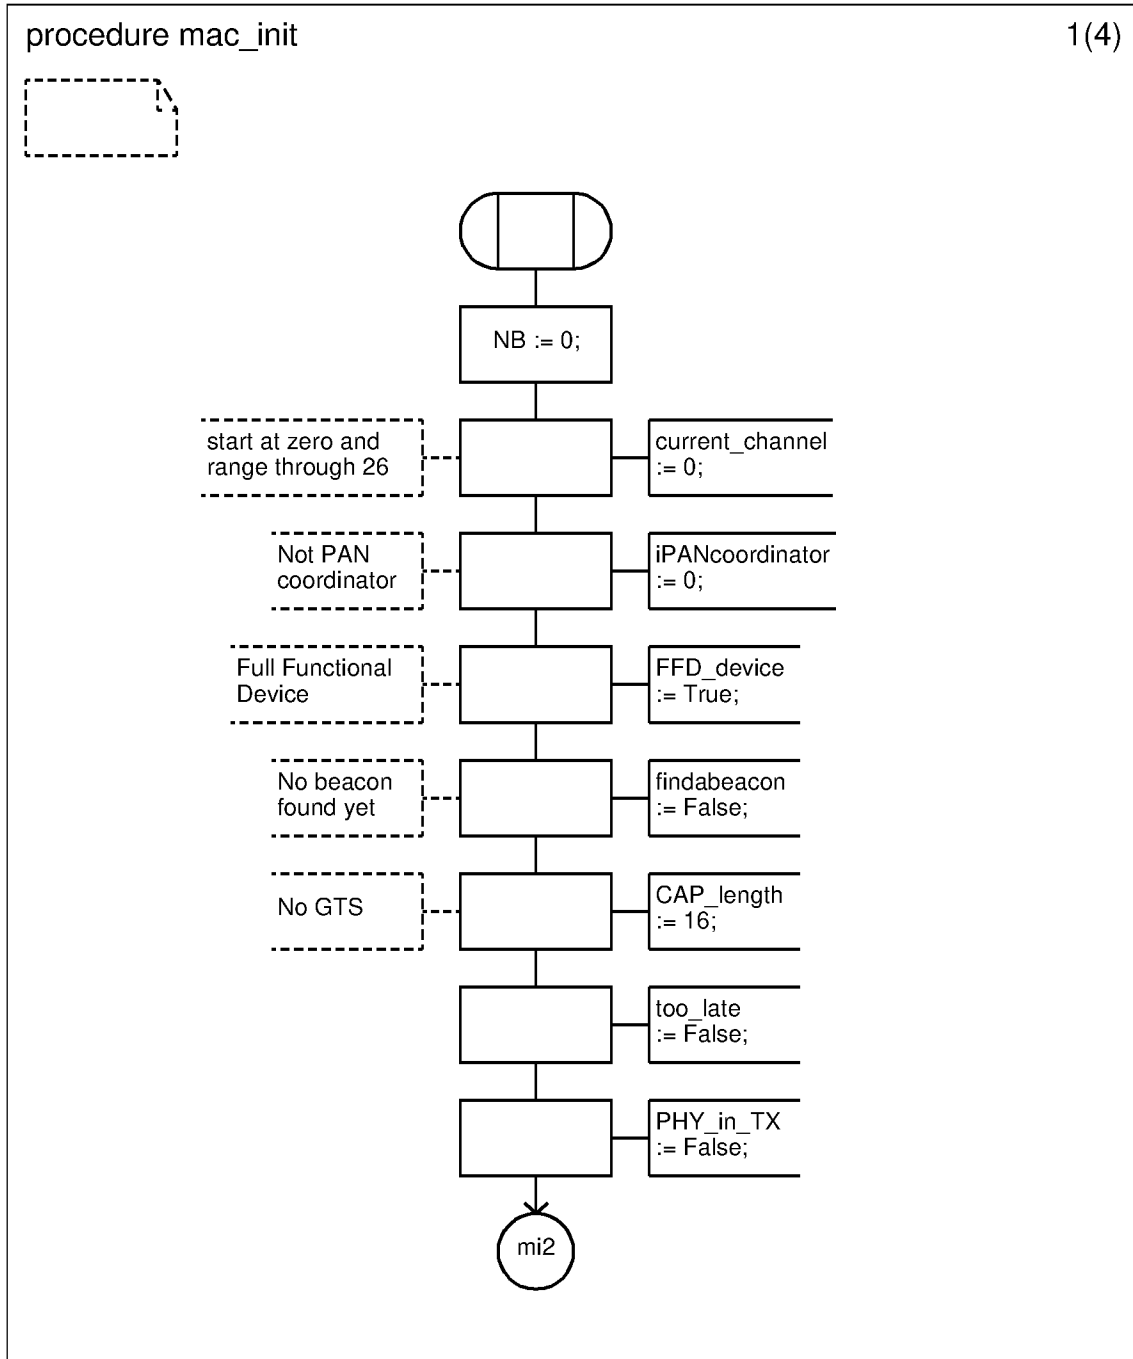 procedure mac_init
1(4)
NB := 0;
start at zero and
range through 26
current_channel
:= 0;
Not PAN
coordinator
iPANcoordinator
:= 0;
Full Functional
Device
FFD_device
:= True;
No beacon
found yet
findabeacon
:= False;
No GTS
CAP_length
:= 16;
too_late
:= False;
PHY_in_TX
:= False;
mi2